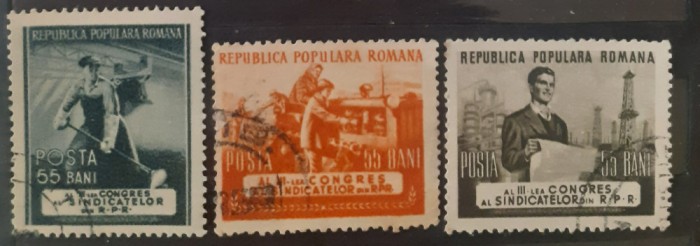 REPUBLICA POPULARA ROMANA
POSTA
55 BANI
AL III-LEA CONGRES
AL SINDICATELOR DIN R·P·R·
REPUBLICA POPULARA ROMANA
POSTA 55 BANI
AL III-LEA CONGRES
AL SINDICATELOR DIN R.P.R.
REPUBLICA POPULARA ROMANA
POSTA 55 BANI
AL III-LEA CONGRES
AL SINDICATELOR DIN R·P·R·